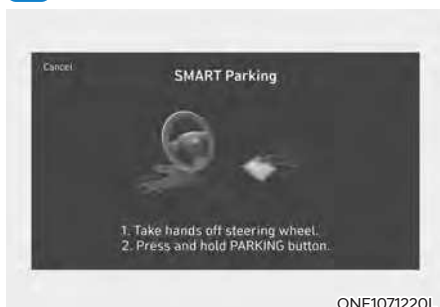 Cancel
SMART Parking
1. Take hands off steering wheel.
2. Press and hold PARKING button.
ONE1071220L